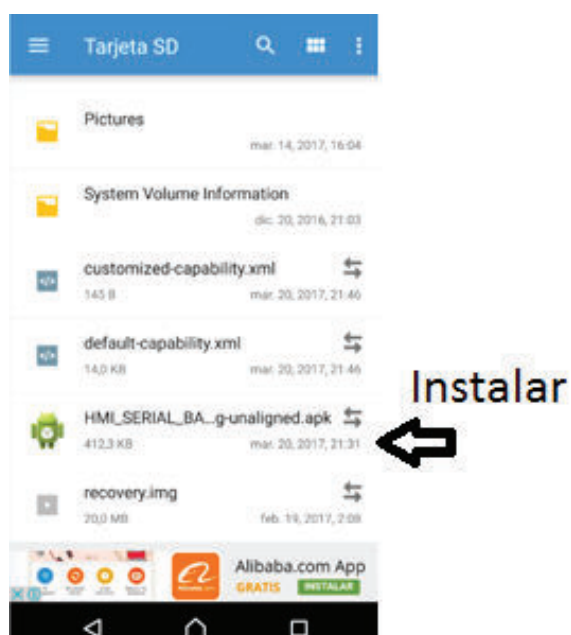 Tarjeta SD
Pictures
mar. 14, 2017, 16:04
System Volume Information
dic. 20, 2016, 21:03
customized-capability.xml
145 B
mar. 20, 2017, 21:46
default-capability.xml
14,0 KB
mar. 20, 2017, 21:46
Instalar
HMI_SERIAL_BA...g-unaligned.apk
412,3 KB
mar. 20, 2017, 21:31
recovery.img
20,0 MB
feb. 19, 2017, 2:08
Alibaba.com App
GRATIS
INSTALAR